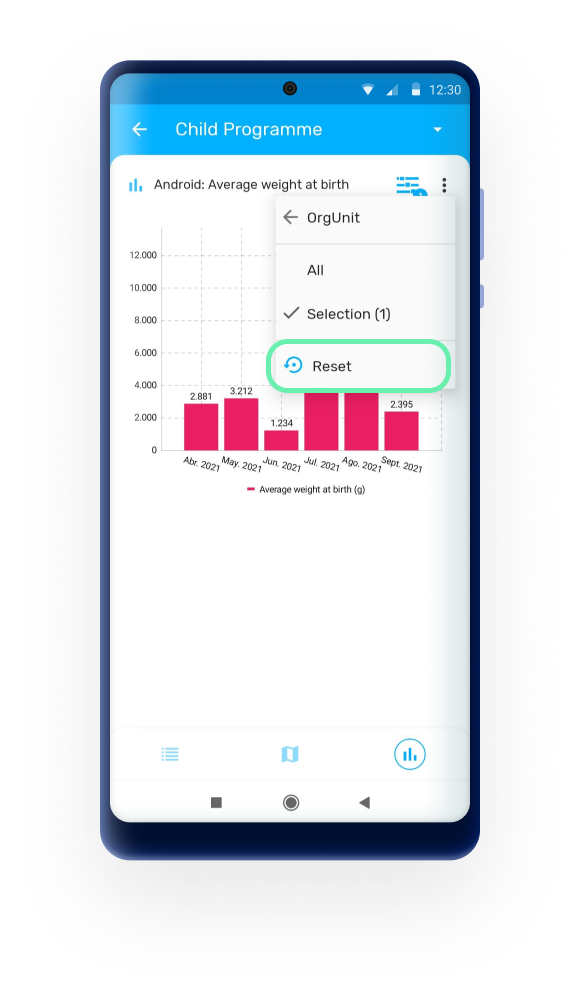 12:30
Child Programme
Android: Average weight at birth
OrgUnit
All
Selection (1)
Reset
12.000
10.000
8.000
6.000
4.000
2.000
0
2.881
3.212
1.234
2.395
Abr. 2021
May. 2021
Jun. 2021
Jul. 2021
Ago. 2021
Sept. 2021
Average weight at birth (g)